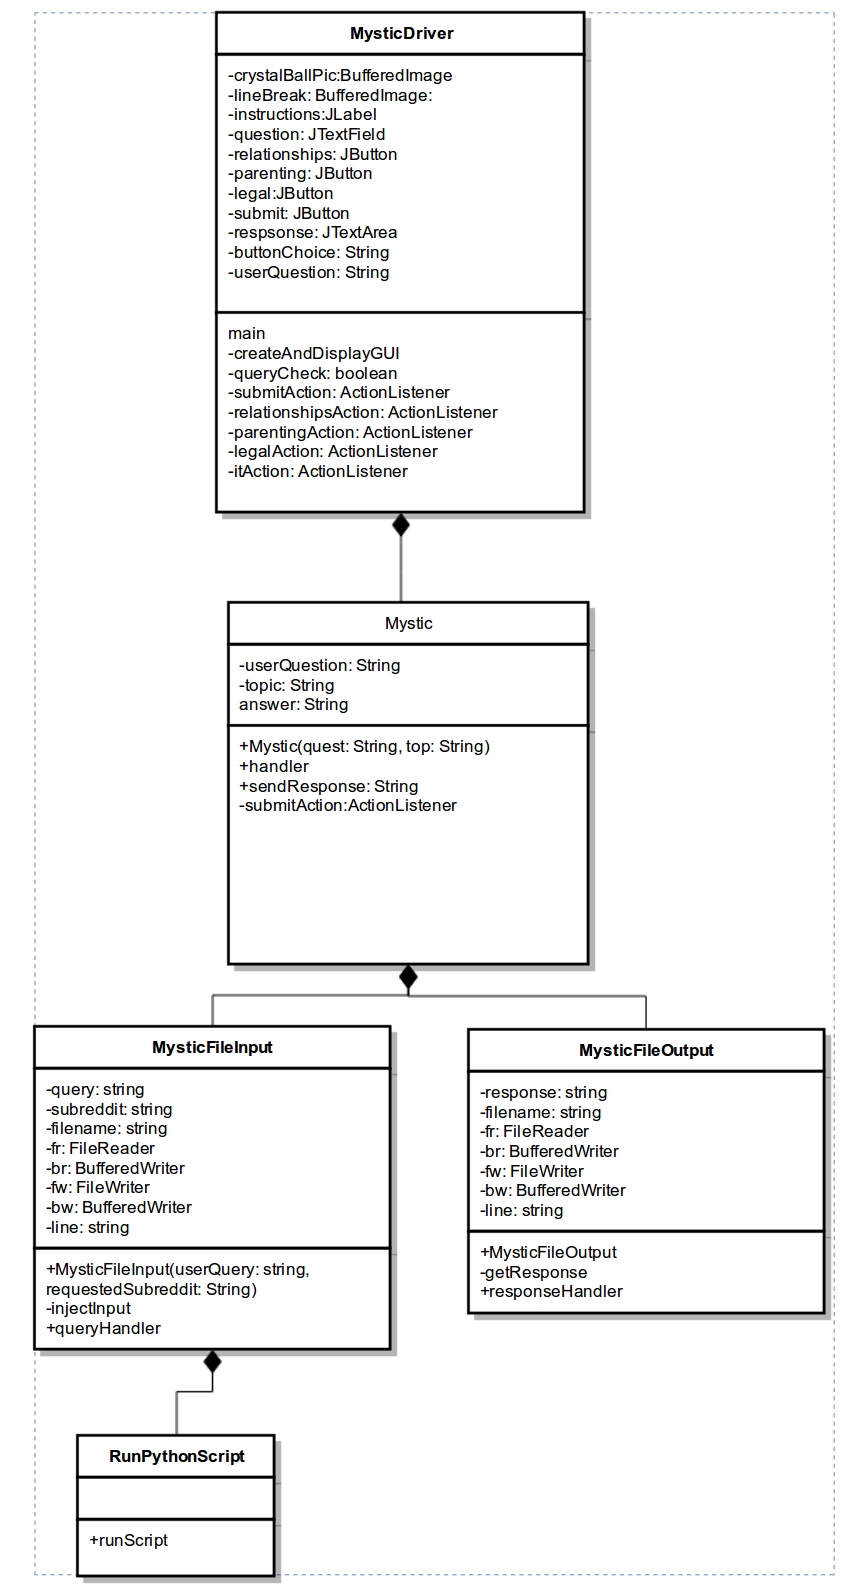 MysticDriver
-crystalBallPic:BufferedImage
-lineBreak: BufferedImage:
-instructions:JLabel
-question: JTextField
-relationships: JButton
-parenting: JButton
-legal:JButton
-submit: JButton
-respsonse: JTextArea
-buttonChoice: String
-userQuestion: String
main
-createAndDisplayGUI
-queryCheck: boolean
-submitAction: ActionListener
-relationshipsAction: ActionListener
-parentingAction: ActionListener
-legalAction: ActionListener
-itAction: ActionListener
Mystic
-userQuestion: String
-topic: String
answer: String
+Mystic(quest: String, top: String)
+handler
+sendResponse: String
-submitAction:ActionListener
MysticFileInput
-query: string
-subreddit: string
-filename: string
-fr: FileReader
-br: BufferedWriter
-fw: FileWriter
-bw: BufferedWriter
-line: string
+MysticFileInput(userQuery: string,
requestedSubreddit: String)
-injectInput
+queryHandler
MysticFileOutput
-response: string
-filename: string
-fr: FileReader
-br: BufferedWriter
-fw: FileWriter
-bw: BufferedWriter
-line: string
+MysticFileOutput
-getResponse
+responseHandler
RunPythonScript
+runScript